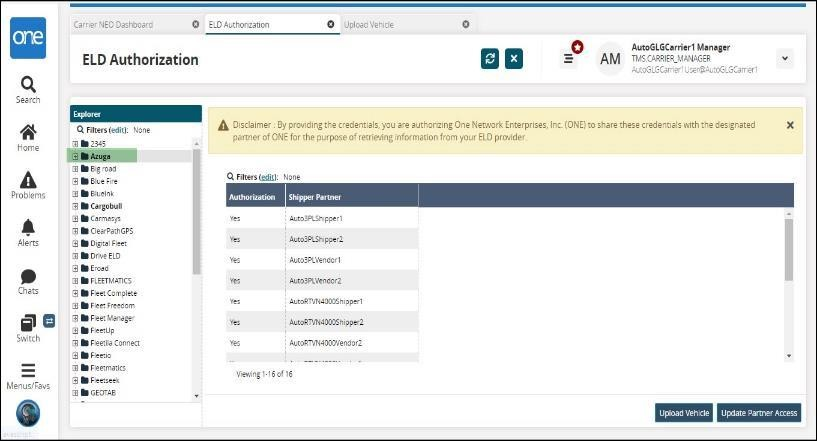 one
Search
Home
Problems
Alerts
Chats
Switch
Menus/Favs
Carrier NED Dashboard
ELD Authorization
Upload Vehicle
ELD Authorization
AM
AutoGLGCarrier1 Manager
TMS.CARRIER_MANAGER
AutoGLGCarrier1User@AutoGLGCarrier1
Explorer
Filters (edit): None
2345
Azuga
Big road
Blue Fire
BlueInk
Cargobull
Carmasys
ClearPathGPS
Digital Fleet
Drive ELD
Eroad
FLEETMATICS
Fleet Complete
Fleet Freedom
Fleet Manager
FleetUp
Fleetila Connect
Fleetio
Fleetmatics
Fleetseek
GEOTAB
Disclaimer : By providing the credentials, you are authorizing One Network Enterprises, Inc. (ONE) to share these credentials with the designated
partner of ONE for the purpose of retrieving information from your ELD provider.
Filters (edit): None
Authorization Shipper Partner
Yes Auto3PLShipper1
Yes Auto3PLShipper2
Yes Auto3PLVendor1
Yes Auto3PLVendor2
Yes AutoRTVN4000Shipper1
Yes AutoRTVN4000Shipper2
Yes AutoRTVN4000Vendor2
Viewing 1-16 of 16
Upload Vehicle Update Partner Access